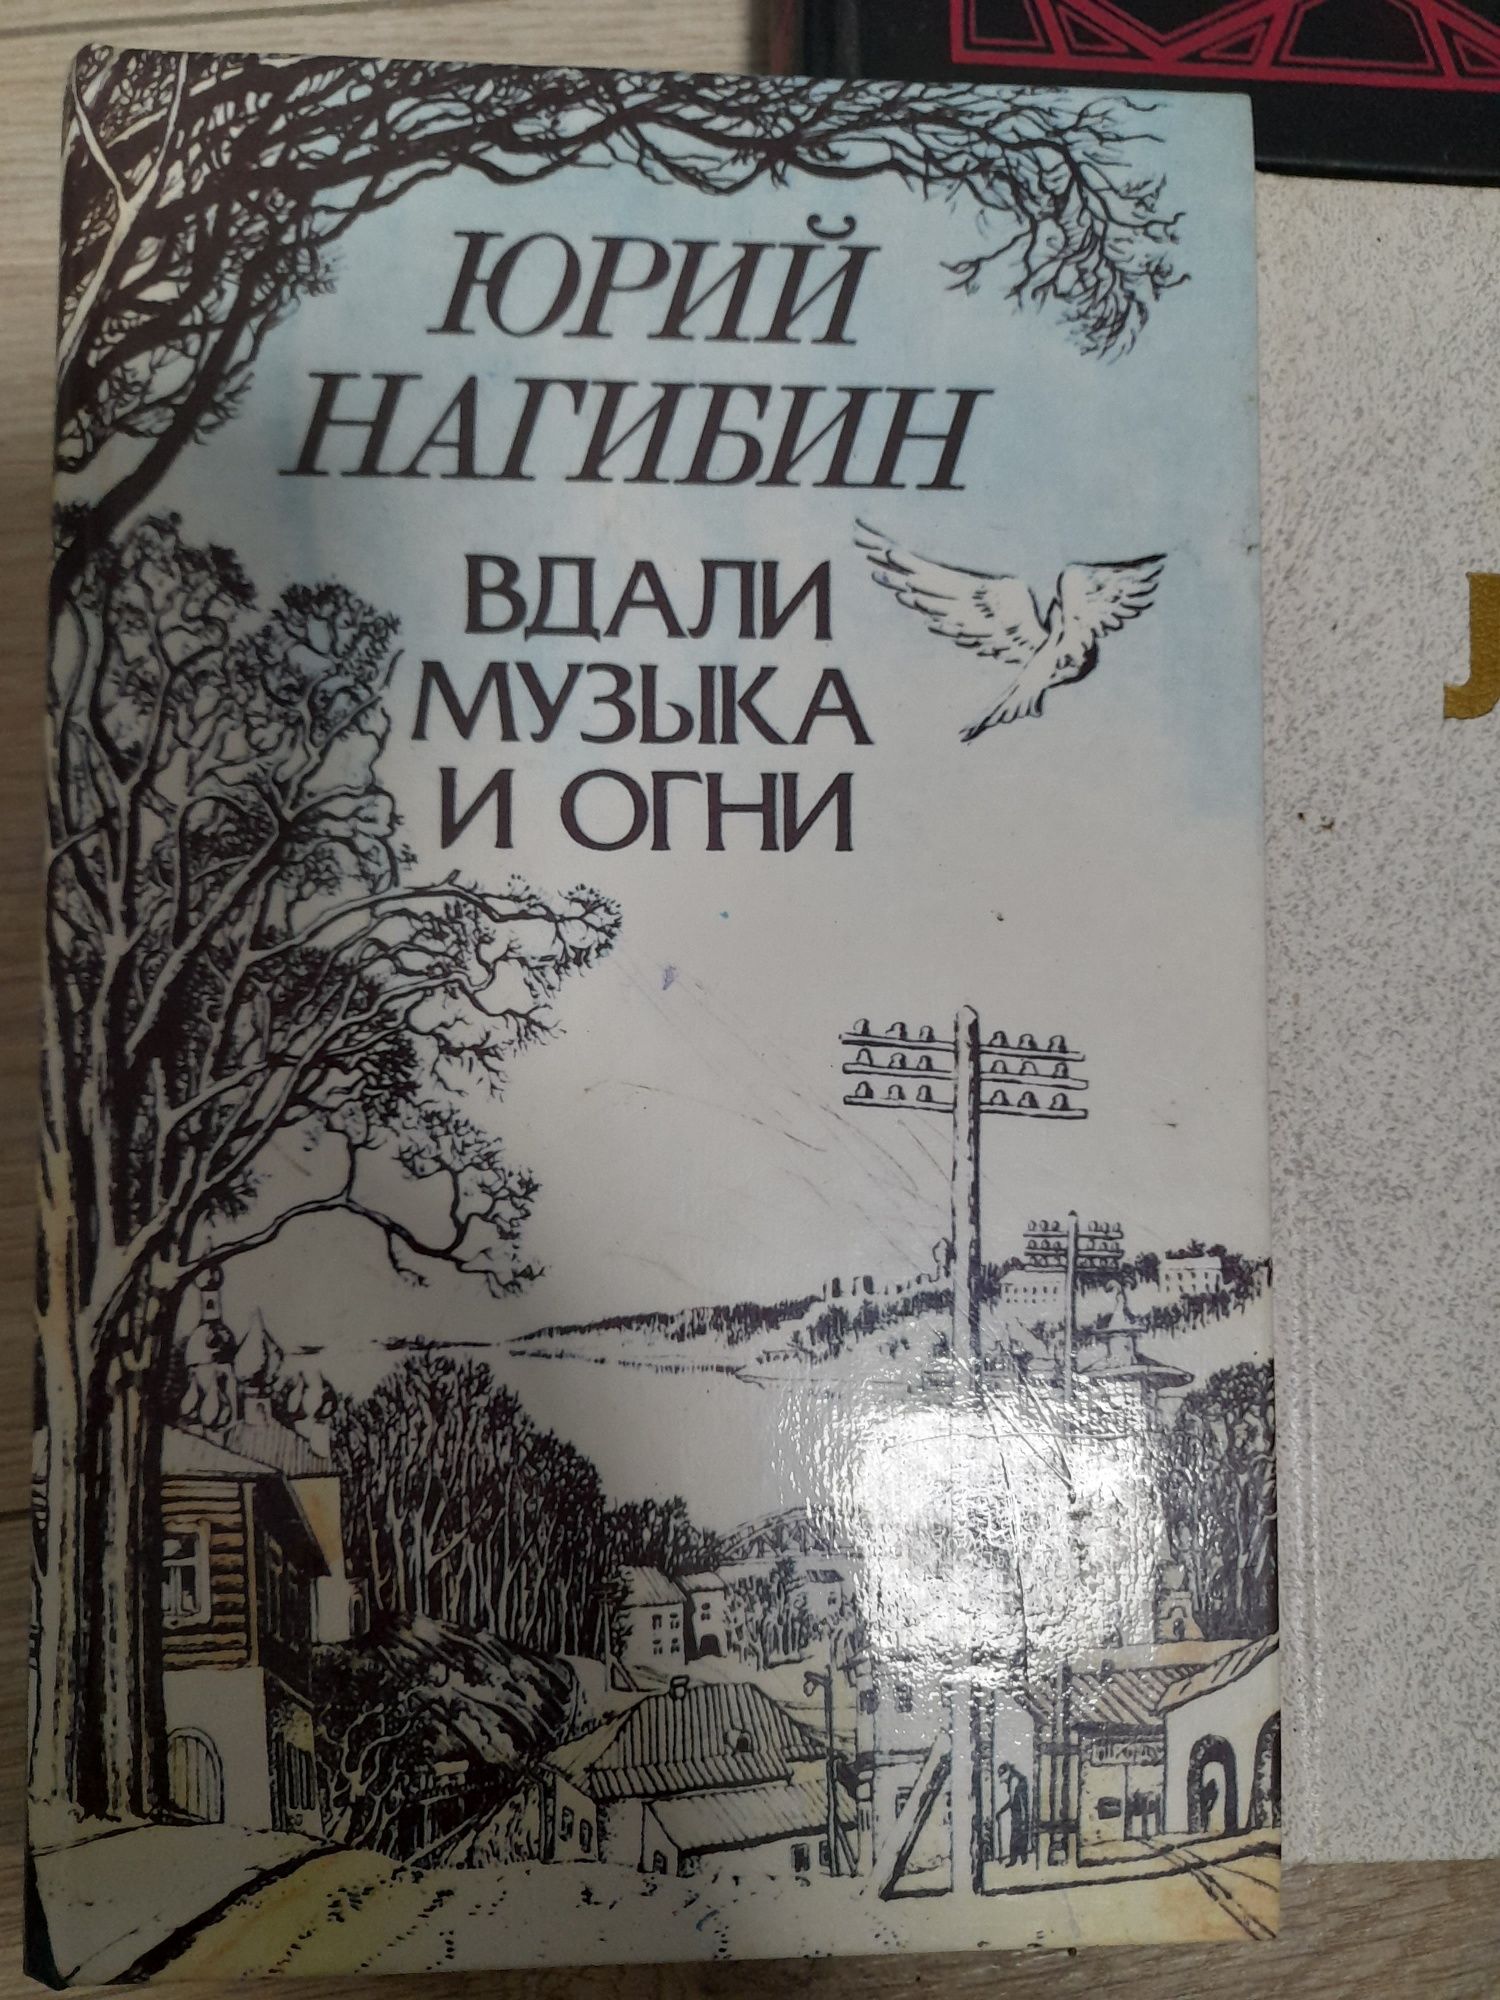 ЮРИЙ
НАГИБИН
ВДАЛИ
МУЗЫКА
И ОГНИ